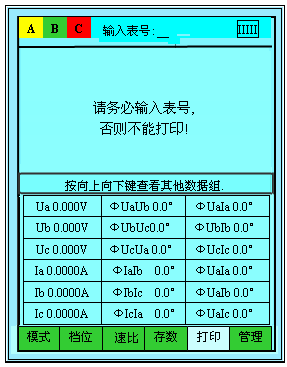 A B C 输入表号:__ IIIII
请务必输入表号,
否则不能打印!
按向上向下键查看其他数据组.
Ua 0.000V ΦUaUb 0.0° ΦUaIa 0.0°
Ub 0.000V ΦUbUc0.0° ΦUbIb 0.0°
Uc 0.000V ΦUcUa 0.0° ΦUcIc 0.0°
Ia 0.0000A ΦIaIb 0.0° ΦUaIa 0.0°
Ib 0.0000A ΦIbIc 0.0° ΦUaIb 0.0°
Ic 0.0000A ΦIcIa 0.0° ΦUaIc 0.0°
模式 档位 速比 存数 打印 管理